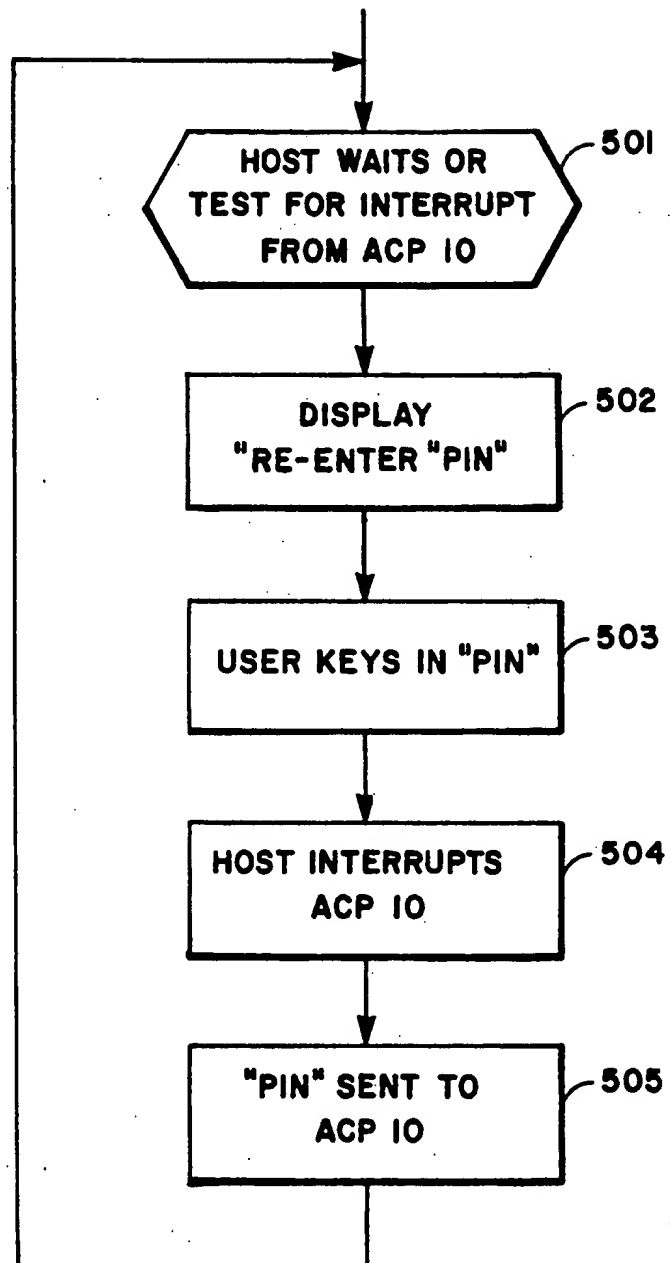 HOST WAITS OR
TEST FOR INTERRUPT
FROM ACP 10
501
DISPLAY
"RE-ENTER "PIN"
502
USER KEYS IN "PIN"
503
HOST INTERRUPTS
ACP 10
504
"PIN" SENT TO
ACP 10
505